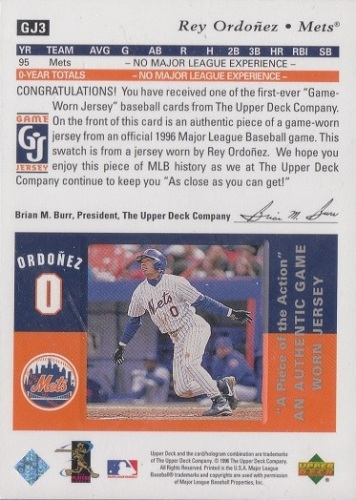 GJ3
Rey Ordoñez • Mets®
YR TEAM AVG G AB R H 2B 3B HR RBI SB
95 Mets – NO MAJOR LEAGUE EXPERIENCE –
0-YEAR TOTALS – NO MAJOR LEAGUE EXPERIENCE –
CONGRATULATIONS! You have received one of the first-ever "Game-
Worn Jersey" baseball cards from The Upper Deck Company.
On the front of this card is an authentic piece of a game-worn
jersey from an official 1996 Major League Baseball game. This
swatch is from a jersey worn by Rey Ordoñez. We hope you
enjoy this piece of MLB history as we at The Upper Deck
Company continue to keep you "As close as you can get!"
GAME
GJ
JERSEY
Brian M. Burr, President, The Upper Deck Company
Brian M. Burr
ORDOÑEZ
0
Mets
Mets
0
"A Piece of the Action"
AN AUTHENTIC GAME
WORN JERSEY
Upper Deck and the card/hologram combination are trademarks
of The Upper Deck Company. © 1996 The Upper Deck Company.
All Rights Reserved. Printed in the U.S.A. Major League
Baseball® trademarks and copyrights are used with permission
of Major League Baseball Properties, Inc.
UPPER DECK